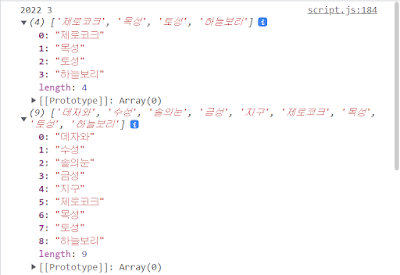 2022 3 script.js:184
(4) ['제로코크', '목성', '토성', '하늘보리']
0: "제로코크"
1: "목성"
2: "토성"
3: "하늘보리"
length: 4
[[Prototype]]: Array(0)
(9) ['데자와', '수성', '솔의눈', '금성', '지구', '제로코크', '목성',
'토성', '하늘보리']
0: "데자와"
1: "수성"
2: "솔의눈"
3: "금성"
4: "지구"
5: "제로코크"
6: "목성"
7: "토성"
8: "하늘보리"
length: 9
[[Prototype]]: Array(0)